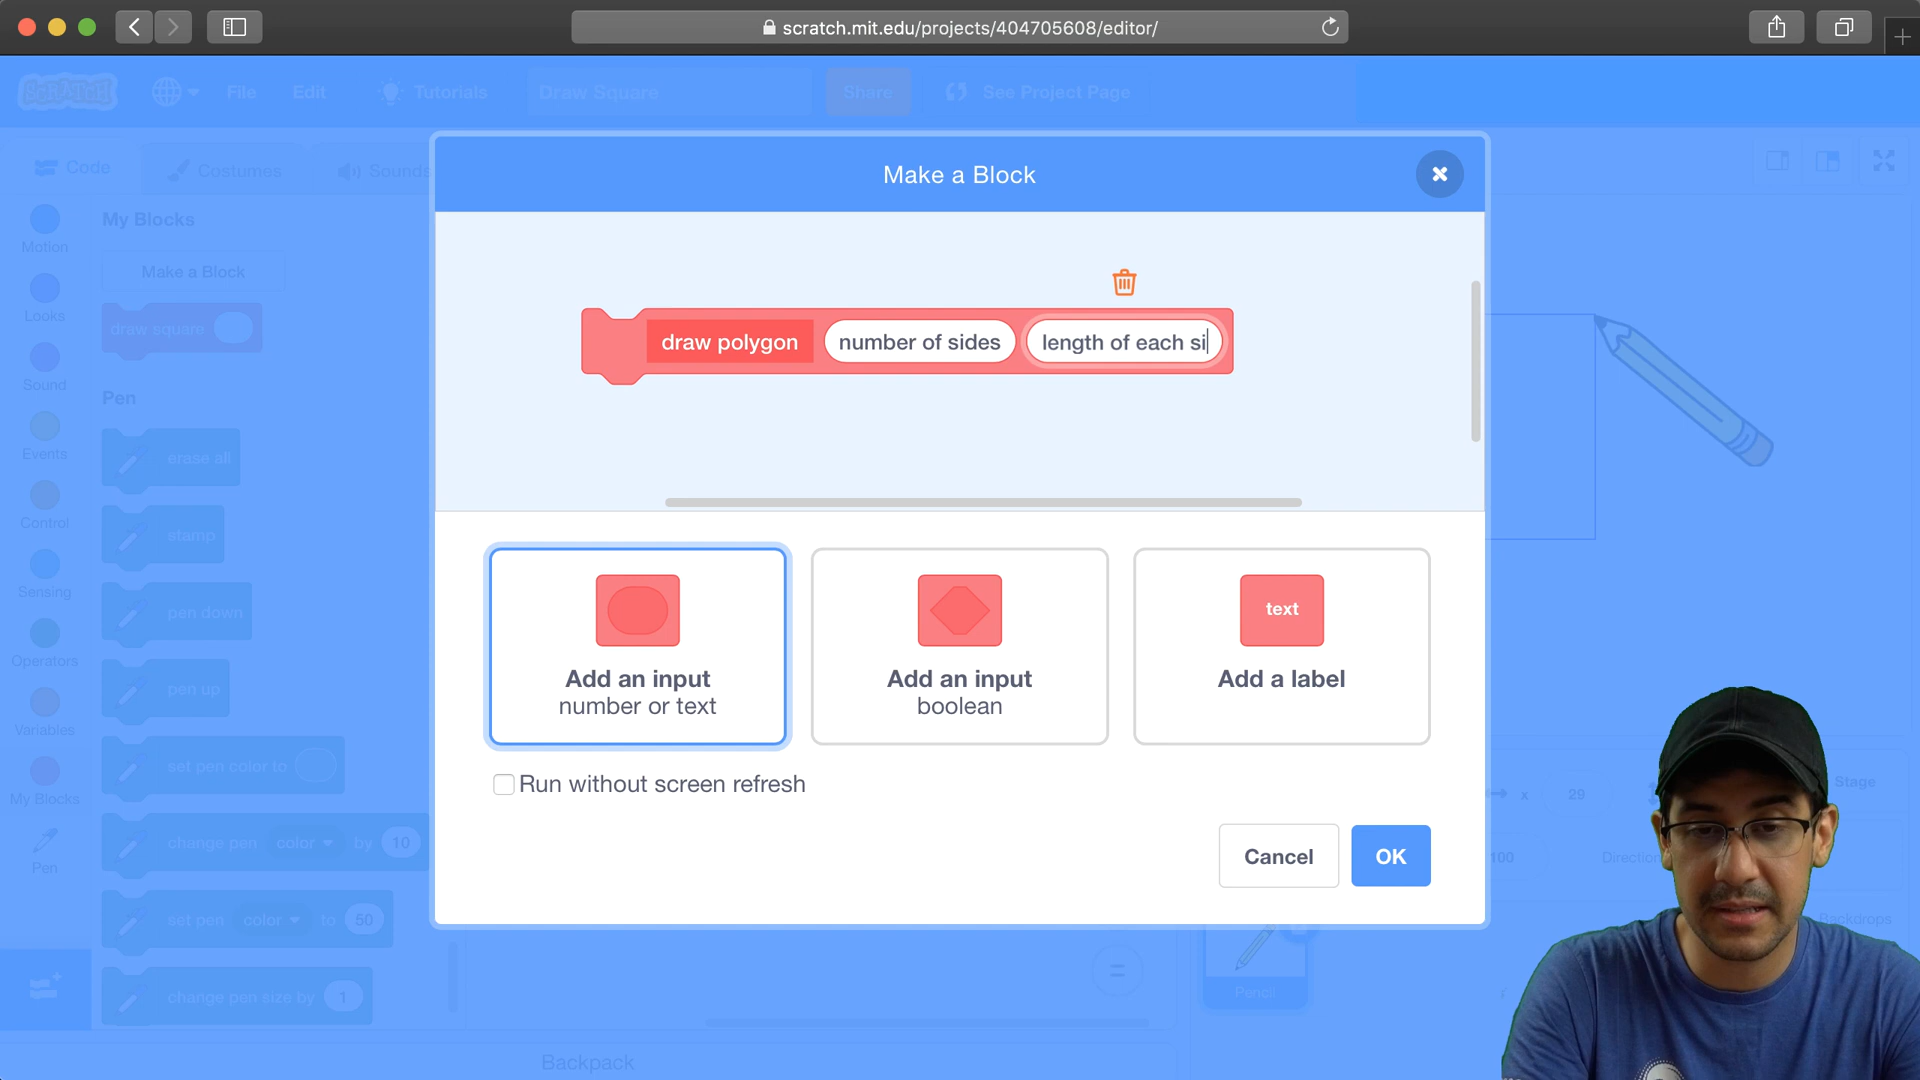 scratch.mit.edu/projects/404705608/editor/
SCRATCH
File
Edit
Tutorials
Draw Square
Share
See Project Page
Code
Costumes
Sounds
Make a Block
Motion
Looks
Sound
Events
Control
Sensing
Operators
Variables
My Blocks
Pen
My Blocks
Make a Block
draw square
Pen
erase all
stamp
pen down
pen up
set pen color to
change pen color by 10
set pen color to 50
change pen size by 1
draw polygon number of sides length of each si
Add an input
number or text
Add an input
boolean
text
Add a label
Run without screen refresh
Cancel
OK
x 29
Stage
100
Direction
Backdrops
Pencil
Backpack